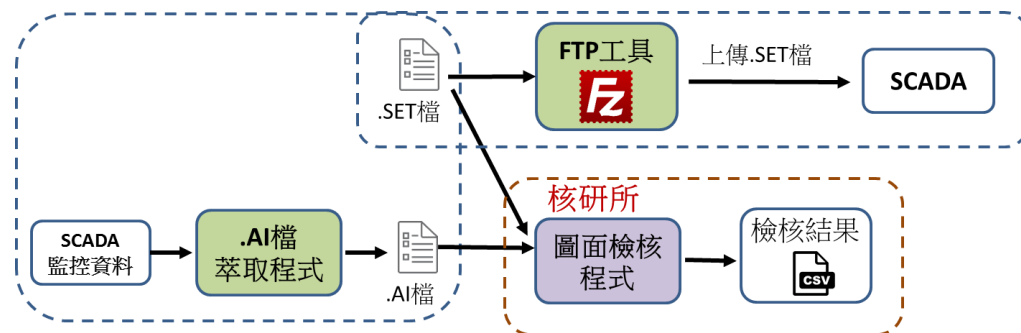 FTP工具
Fz
上傳.SET檔
SCADA
.SET檔
核研所
SCADA
監控資料
.AI檔
萃取程式
.AI檔
圖面檢核
程式
檢核結果
CSV